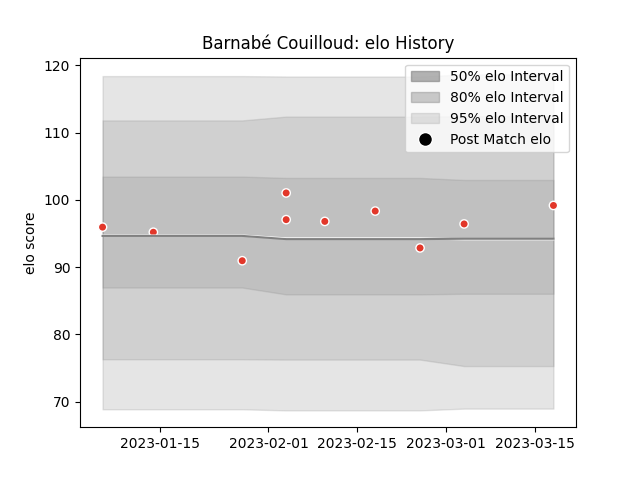 Barnabé Couilloud: elo History
120
110
100
90
80
70
elo score
50% elo Interval
80% elo Interval
95% elo Interval
Post Match elo
2023-01-15
2023-02-01
2023-02-15
2023-03-01
2023-03-15